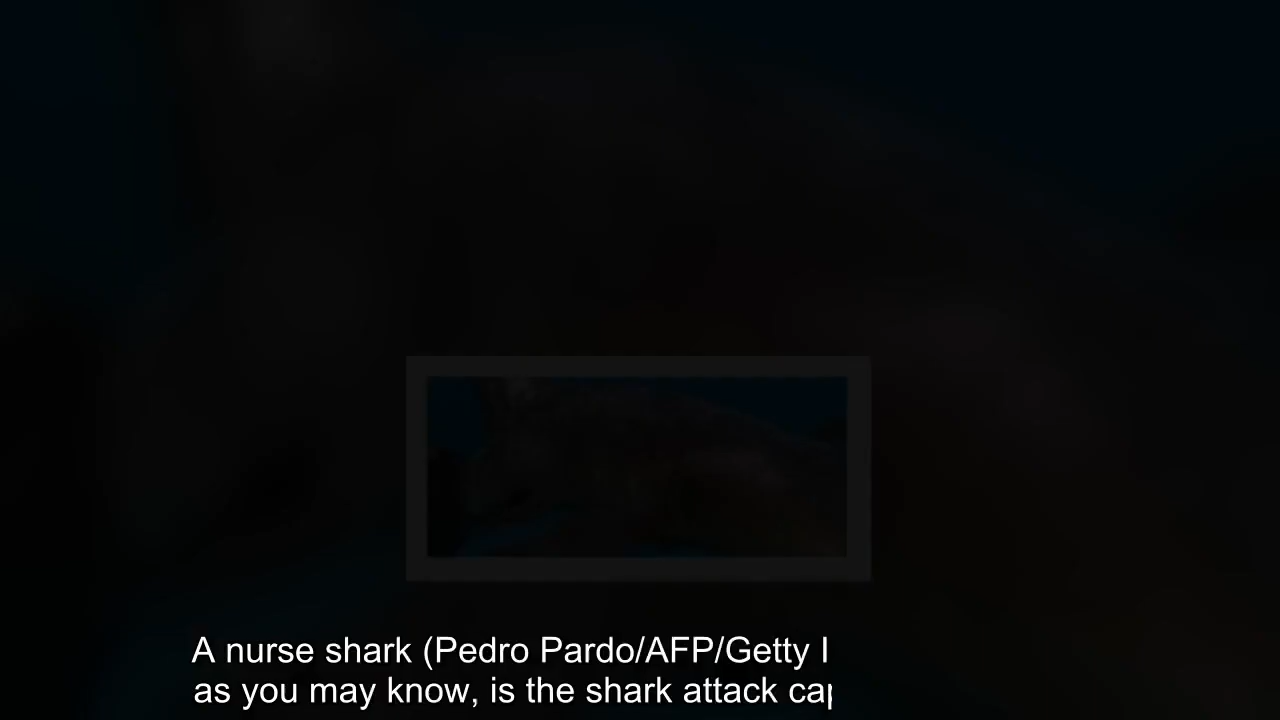 A nurse shark (Pedro Pardo/AFP/Getty
as you may know, is the shark attack